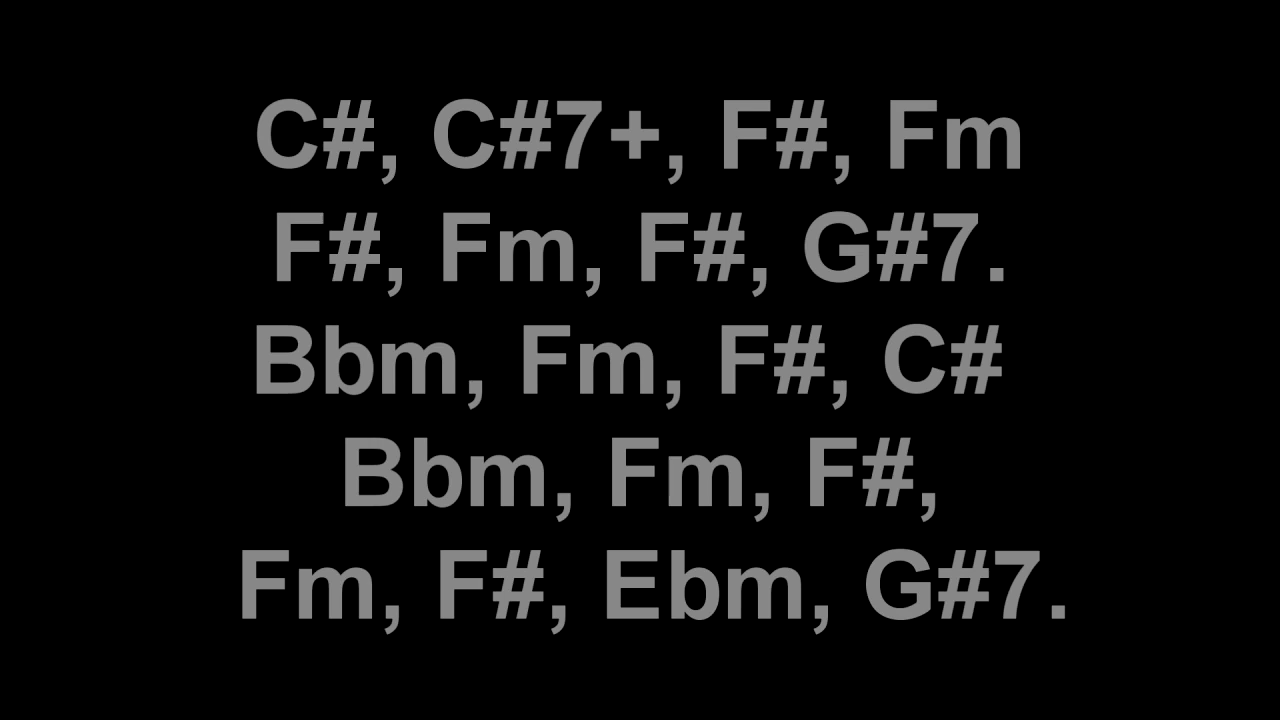 C#, C#7+, F#, Fm
F#, Fm, F#, G#7.
Bbm, Fm, F#, C#
Bbm, Fm, F#,
Fm, F#, Ebm, G#7.